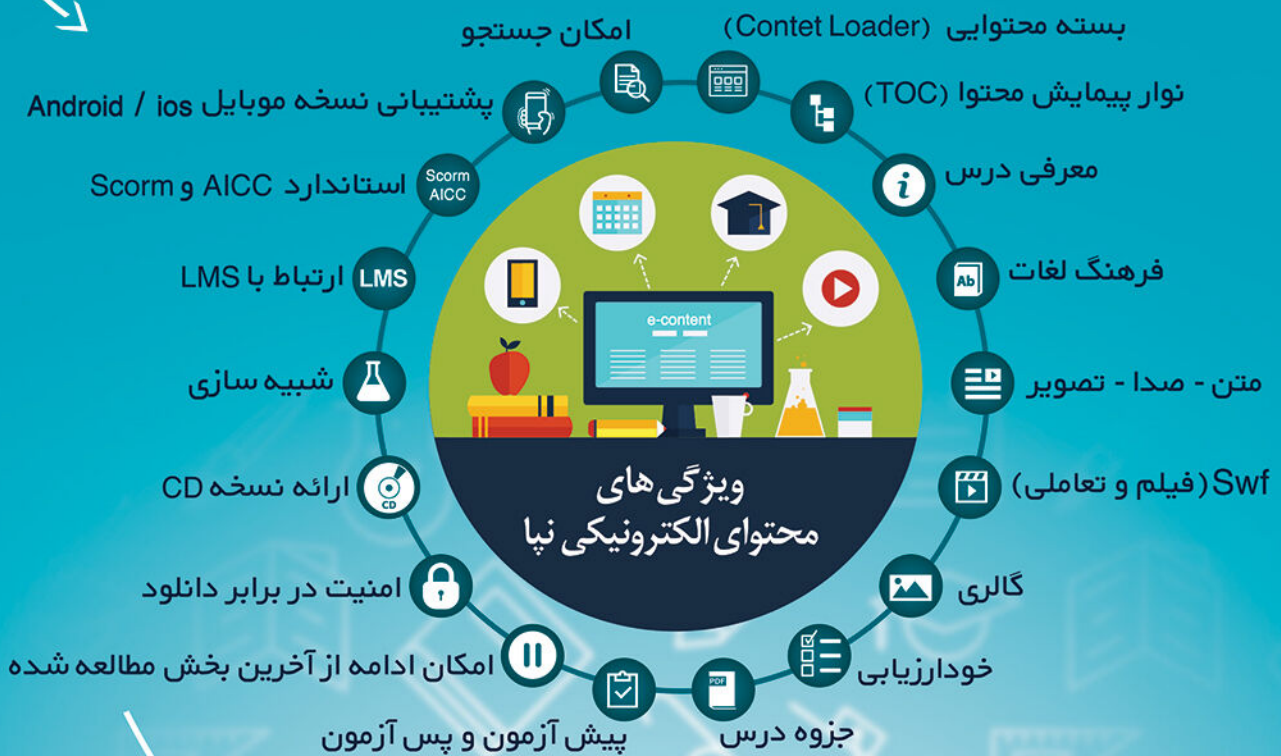 ویژگی‌های
محتوای الکترونیکی نپا
e-content
بسته محتوایی (Contet Loader)
نوار پیمایش محتوا (TOC)
معرفی درس
فرهنگ لغات
Ab
متن - صدا - تصویر
Swf (فیلم و تعاملی)
گالری
خودارزیابی
جزوه درس
PDF
پیش آزمون و پس آزمون
امکان ادامه از آخرین بخش مطالعه شده
امنیت در برابر دانلود
ارائه نسخه CD
CD
شبیه سازی
ارتباط با LMS
LMS
استاندارد AICC و Scorm
Scorm
AICC
پشتیبانی نسخه موبایل Android / ios
امکان جستجو